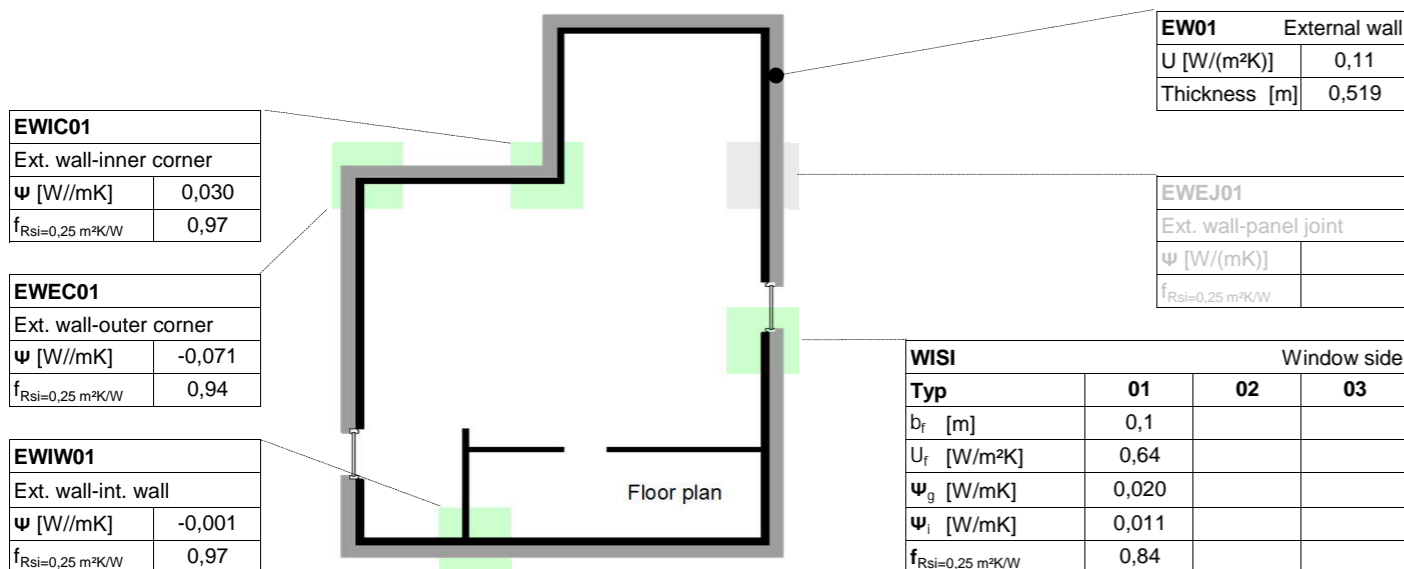 EW01 External wall
U [W/(m²K)] 0,11
Thickness [m] 0,519
EWIC01
Ext. wall-inner corner
Ψ [W//mK] 0,030
fRsi=0,25 m²K/W 0,97
EWEJ01
Ext. wall-panel joint
Ψ [W/(mK)]
fRsi=0,25 m²K/W
EWEC01
Ext. wall-outer corner
Ψ [W//mK] -0,071
fRsi=0,25 m²K/W 0,94
WISI Window side
Typ 01 02 03
bf [m] 0,1
Uf [W/m²K] 0,64
Ψg [W/mK] 0,020
Ψi [W/mK] 0,011
fRsi=0,25 m²K/W 0,84
EWIW01
Ext. wall-int. wall
Ψ [W//mK] -0,001
fRsi=0,25 m²K/W 0,97
Floor plan